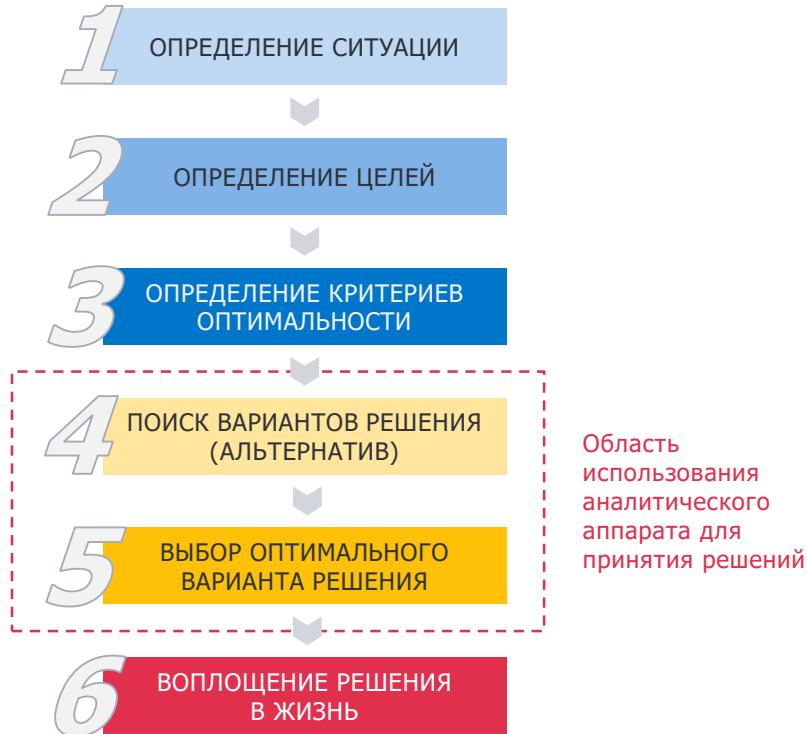 1
ОПРЕДЕЛЕНИЕ СИТУАЦИИ
2
ОПРЕДЕЛЕНИЕ ЦЕЛЕЙ
3
ОПРЕДЕЛЕНИЕ КРИТЕРИЕВ
ОПТИМАЛЬНОСТИ
4
ПОИСК ВАРИАНТОВ РЕШЕНИЯ
(АЛЬТЕРНАТИВ)
5
ВЫБОР ОПТИМАЛЬНОГО
ВАРИАНТА РЕШЕНИЯ
Область
использования
аналитического
аппарата для
принятия решений
6
ВОПЛОЩЕНИЕ РЕШЕНИЯ
В ЖИЗНЬ